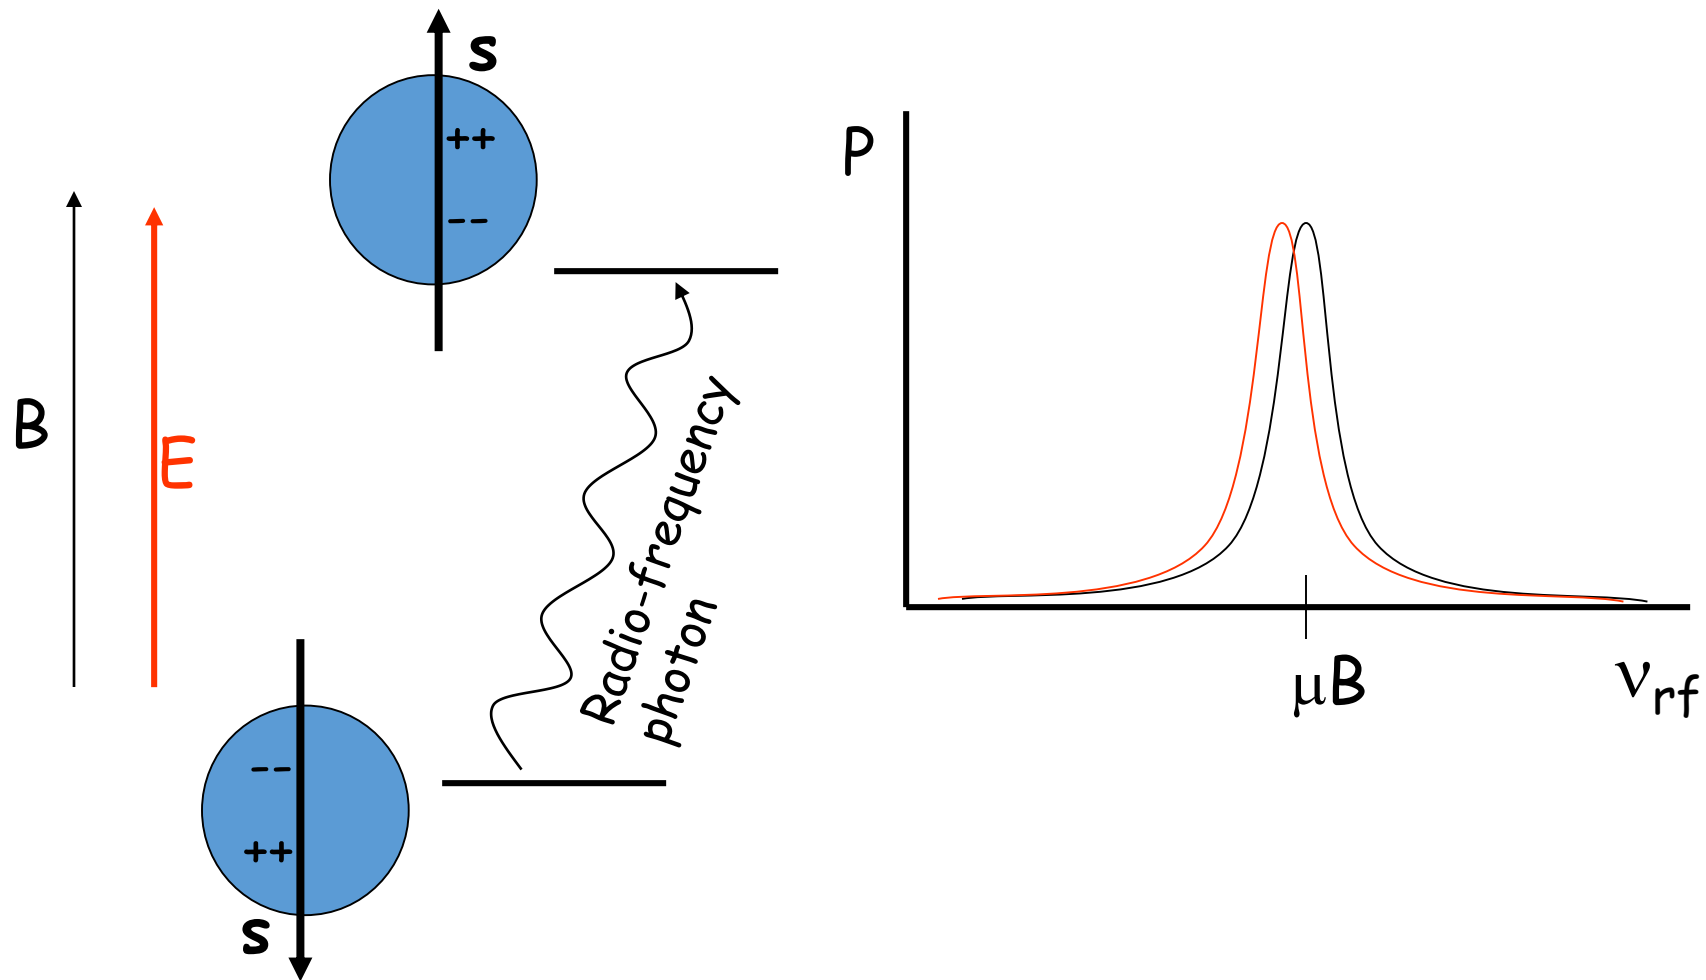 s
++
--
B
E
Radio-frequency
photon
--
++
s
P
μB
νrf